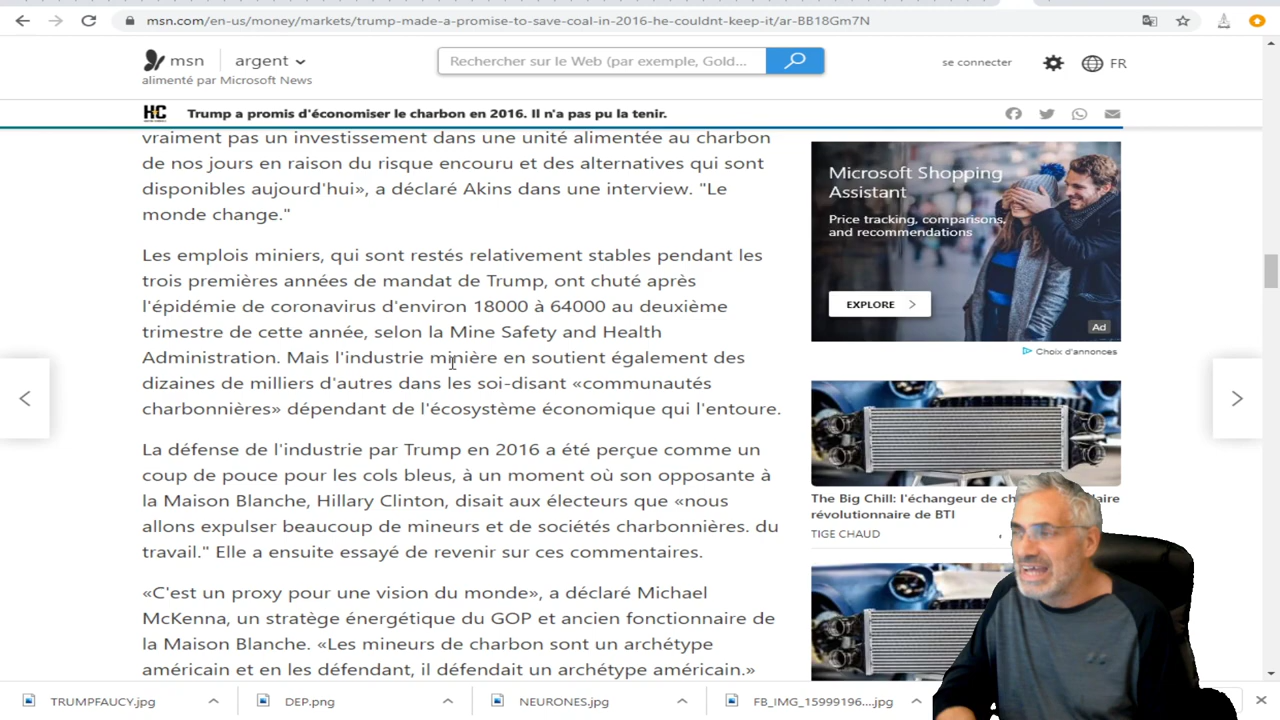 msn.com/en-us/money/markets/trump-made-a-promise-to-save-coal-in-2016-he-couldnt-keep-it/ar-BB18Gm7N
msn argent
alimenté par Microsoft News
Rechercher sur le Web (par exemple, Gold...
se connecter
FR
HC
Trump a promis d'économiser le charbon en 2016. Il n'a pas pu la tenir.
vraiment pas un investissement dans une unité alimentée au charbon
de nos jours en raison du risque encouru et des alternatives qui sont
disponibles aujourd'hui», a déclaré Akins dans une interview. "Le
monde change."
Les emplois miniers, qui sont restés relativement stables pendant les
trois premières années de mandat de Trump, ont chuté après
l'épidémie de coronavirus d'environ 18000 à 64000 au deuxième
trimestre de cette année, selon la Mine Safety and Health
Administration. Mais l'industrie minière en soutient également des
dizaines de milliers d'autres dans les soi-disant «communautés
charbonnières» dépendant de l'écosystème économique qui l'entoure.
La défense de l'industrie par Trump en 2016 a été perçue comme un
coup de pouce pour les cols bleus, à un moment où son opposante à
la Maison Blanche, Hillary Clinton, disait aux électeurs que «nous
allons expulser beaucoup de mineurs et de sociétés charbonnières. du
travail." Elle a ensuite essayé de revenir sur ces commentaires.
«C'est un proxy pour une vision du monde», a déclaré Michael
McKenna, un stratège énergétique du GOP et ancien fonctionnaire de
la Maison Blanche. «Les mineurs de charbon sont un archétype
américain et en les défendant, il défendait un archétype américain.»
Microsoft Shopping
Assistant
Price tracking, comparisons,
and recommendations
EXPLORE
Ad
Choix d'annonces
The Big Chill: l'échangeur de ch aire
révolutionnaire de BTI
TIGE CHAUD
TRUMPFAUCY.jpg
DEP.png
NEURONES.jpg
FB_IMG_15999196....jpg